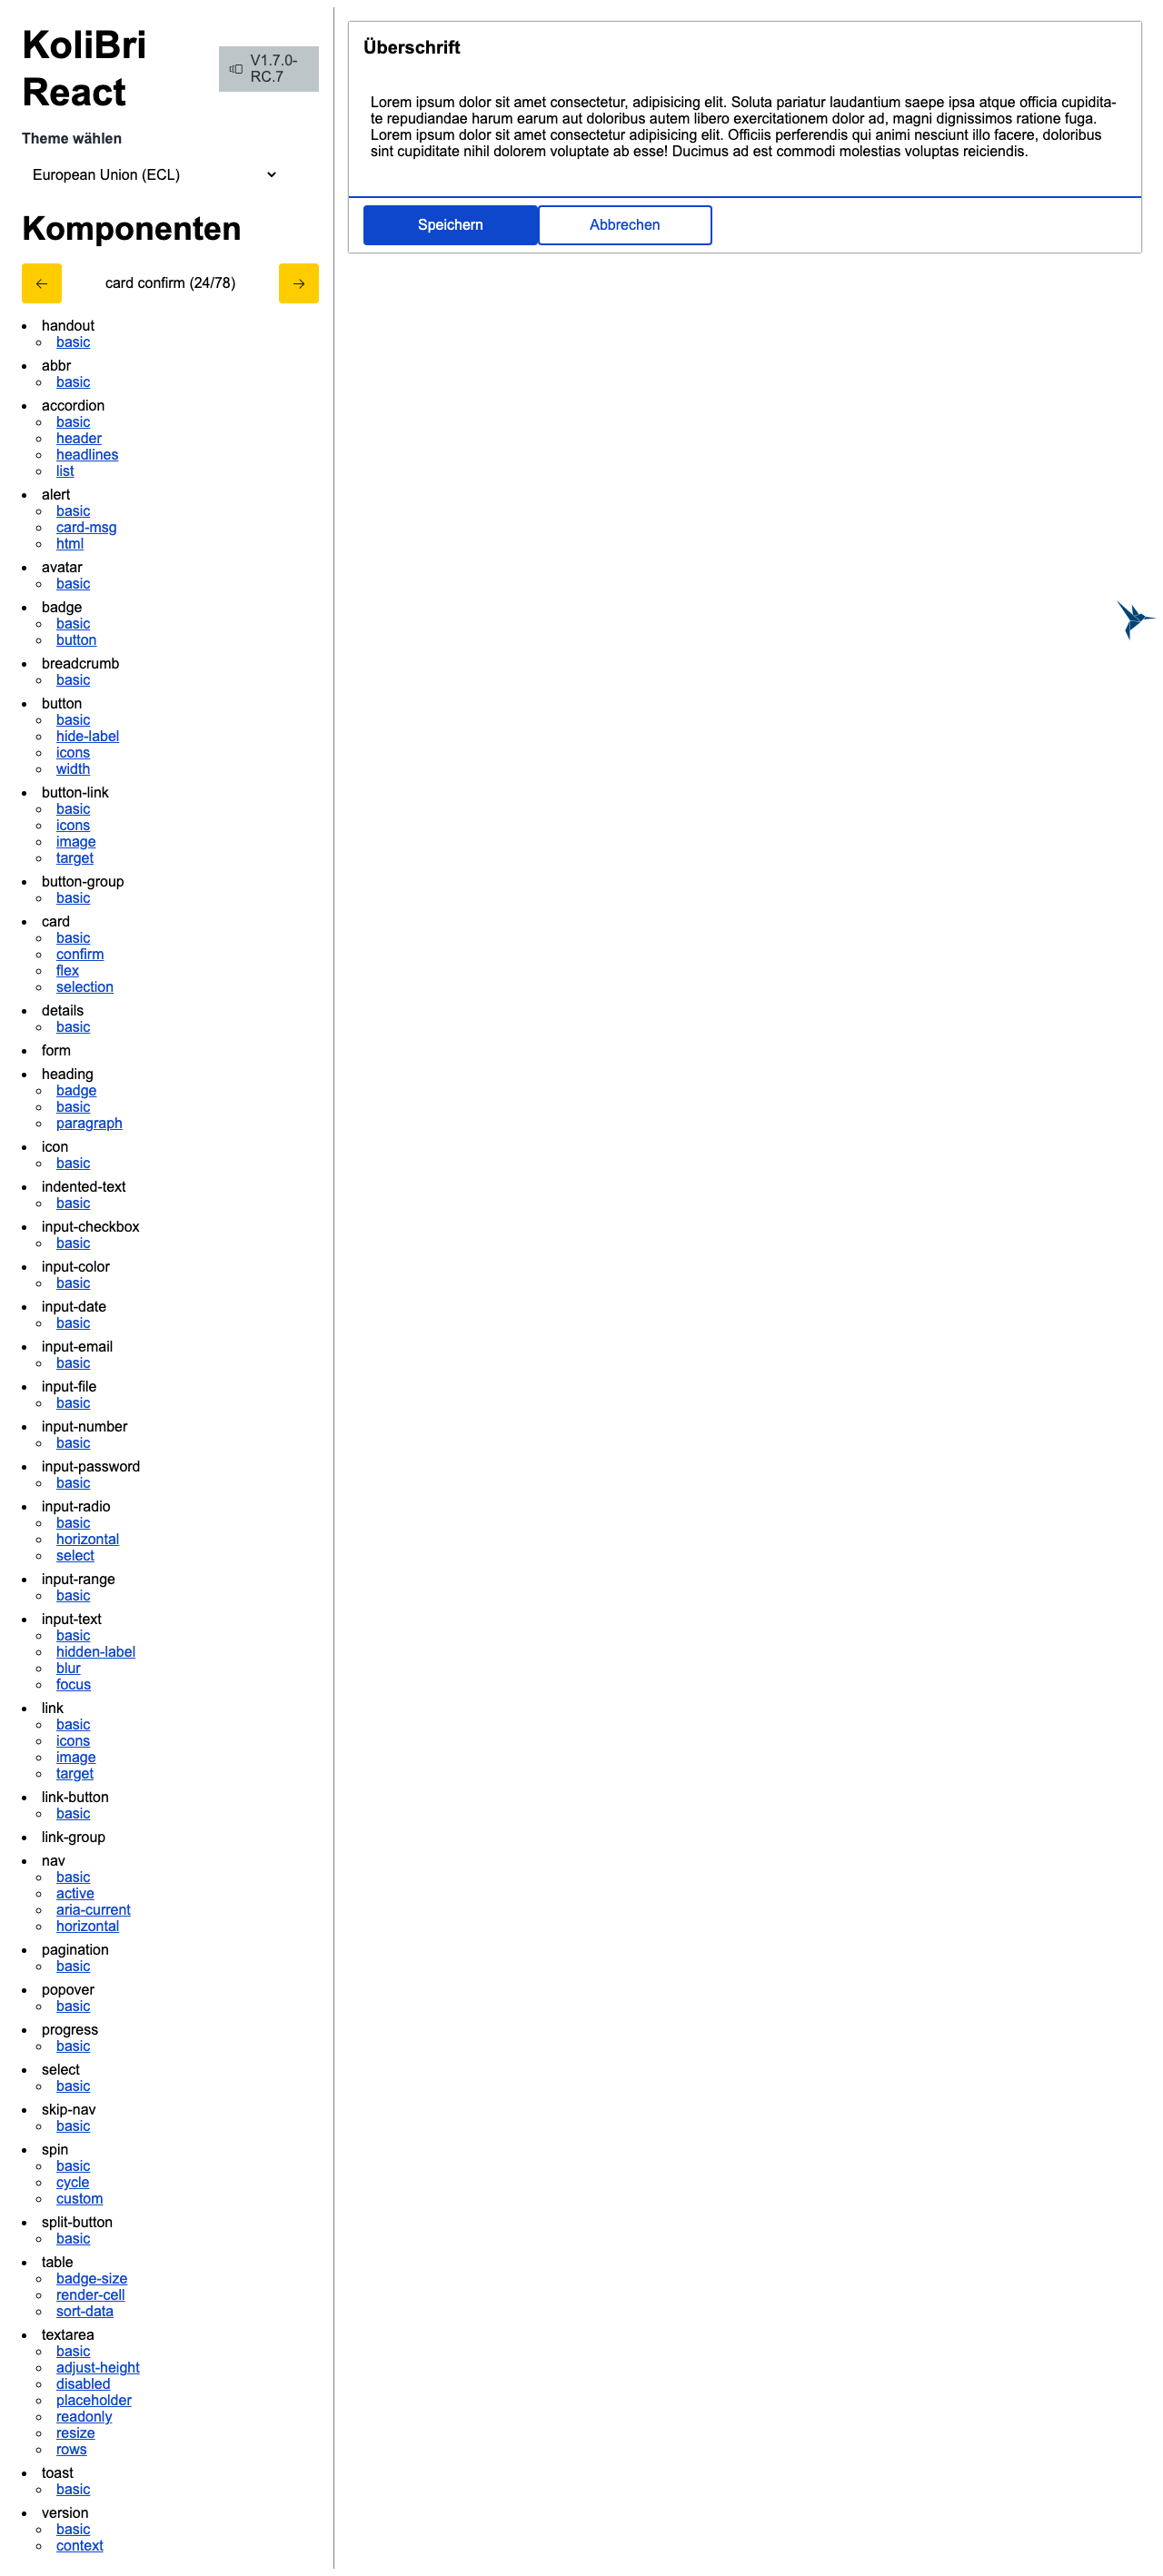 KoliBri
React
V1.7.0-
RC.7
Theme wählen
European Union (ECL)
Komponenten
card confirm (24/78)
handout
basic
abbr
basic
accordion
basic
header
headlines
list
alert
basic
card-msg
html
avatar
basic
badge
basic
button
breadcrumb
basic
button
basic
hide-label
icons
width
button-link
basic
icons
image
target
button-group
basic
card
basic
confirm
flex
selection
details
basic
form
heading
badge
basic
paragraph
icon
basic
indented-text
basic
input-checkbox
basic
input-color
basic
input-date
basic
input-email
basic
input-file
basic
input-number
basic
input-password
basic
input-radio
basic
horizontal
select
input-range
basic
input-text
basic
hidden-label
blur
focus
link
basic
icons
image
target
link-button
basic
link-group
nav
basic
active
aria-current
horizontal
pagination
basic
popover
basic
progress
basic
select
basic
skip-nav
basic
spin
basic
cycle
custom
split-button
basic
table
badge-size
render-cell
sort-data
textarea
basic
adjust-height
disabled
placeholder
readonly
resize
rows
toast
basic
version
basic
context
Überschrift
Lorem ipsum dolor sit amet consectetur, adipisicing elit. Soluta pariatur laudantium saepe ipsa atque officia cupidita-
te repudiandae harum earum aut doloribus autem libero exercitationem dolor ad, magni dignissimos ratione fuga.
Lorem ipsum dolor sit amet consectetur adipisicing elit. Officiis perferendis qui animi nesciunt illo facere, doloribus
sint cupiditate nihil dolorem voluptate ab esse! Ducimus ad est commodi molestias voluptas reiciendis.
Speichern
Abbrechen